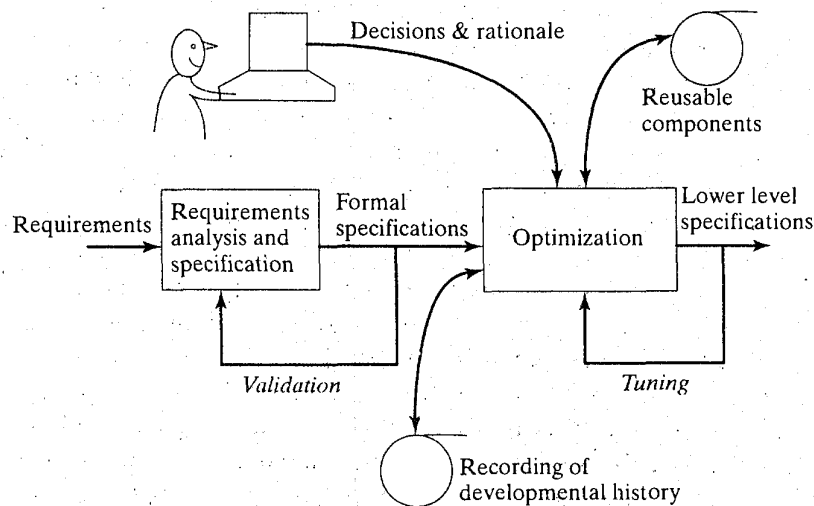 Decisions & rationale
Reusable
components
Requirements
Requirements
analysis and
specification
Formal
specifications
Optimization
Lower level
specifications
Validation
Tuning
Recording of
developmental history